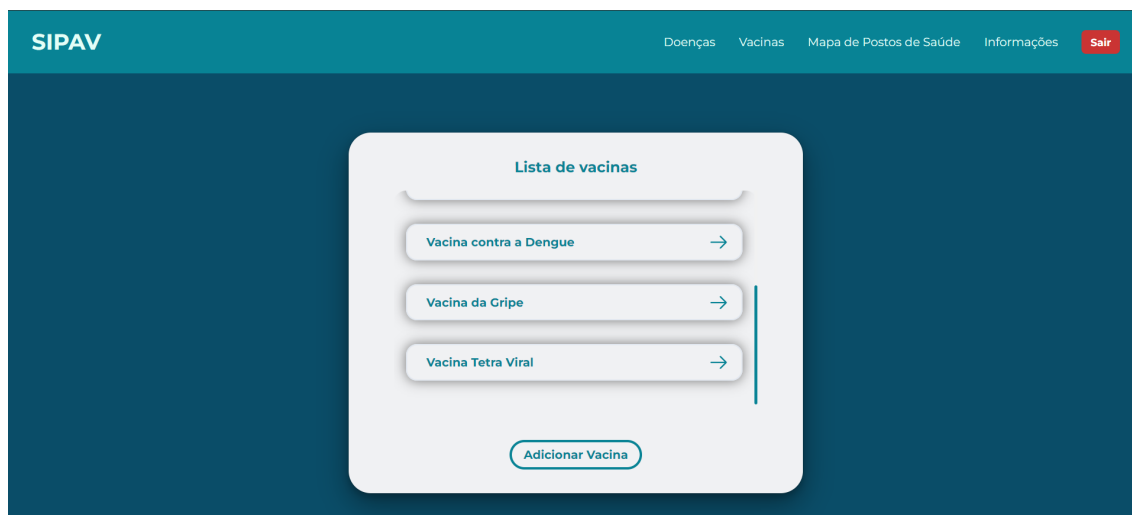 SIPAV
Doenças Vacinas Mapa de Postos de Saúde Informações Sair
Lista de vacinas
Vacina contra a Dengue
Vacina da Gripe
Vacina Tetra Viral
Adicionar Vacina